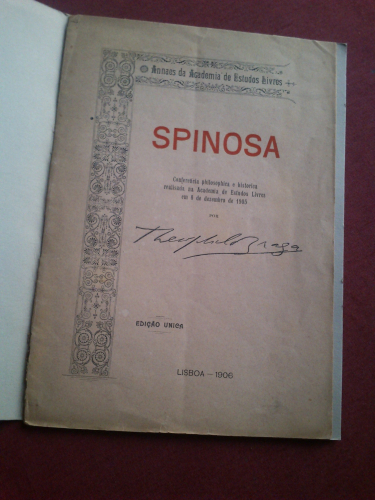 Annaes da Academia de Estudos Livres
SPINOSA
Conferencia philosophica e historica
realisada na Academia de Estudos Livres
em 8 de dezembro de 1905
POR
Theophilo Braga
EDIÇÃO UNICA
LISBOA — 1906